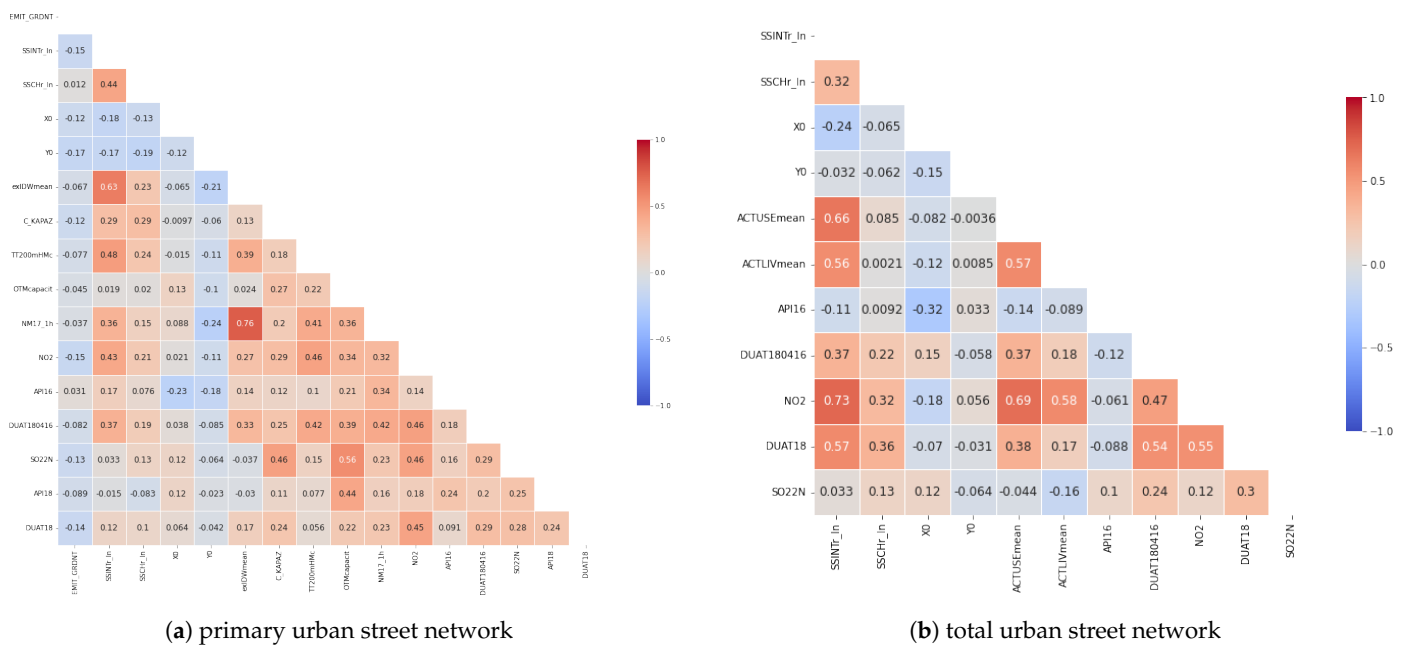 EMIT_GRDNT
SSINTr_ln -0.15
SSCHr_ln 0.012 0.44
X0 -0.12 -0.18 -0.13
Y0 -0.17 -0.17 -0.19 -0.12
exIDWmean -0.067 0.63 0.23 -0.065 -0.21
C_KAPAZ -0.12 0.29 0.29 -0.0097 -0.06 0.13
TT200mHMc -0.077 0.48 0.24 -0.015 -0.11 0.39 0.18
OTMcapacit -0.045 0.019 0.02 0.13 -0.1 0.024 0.27 0.22
NM17_1h -0.037 0.36 0.15 0.088 -0.24 0.76 0.2 0.41 0.36
NO2 -0.15 0.43 0.21 0.021 -0.11 0.27 0.29 0.46 0.34 0.32
API16 0.031 0.17 0.076 -0.23 -0.18 0.14 0.12 0.1 0.21 0.34 0.14
DUAT180416 -0.082 0.37 0.19 0.038 -0.085 0.33 0.25 0.42 0.39 0.42 0.46 0.18
SO22N -0.13 0.033 0.13 0.12 -0.064 -0.037 0.46 0.15 0.56 0.23 0.46 0.16 0.29
API18 -0.089 -0.015 -0.083 0.12 -0.023 -0.03 0.11 0.077 0.44 0.16 0.18 0.24 0.2 0.25
DUAT18 -0.14 0.12 0.1 0.064 -0.042 0.17 0.24 0.056 0.22 0.23 0.45 0.091 0.29 0.28 0.24
EMIT_GRDNT SSINTr_ln SSCHr_ln X0 Y0 exIDWmean C_KAPAZ TT200mHMc OTMcapacit NM17_1h NO2 API16 DUAT180416 SO22N API18 DUAT18
1.0
0.5
0.0
−0.5
−1.0
(a) primary urban street network
SSINTr_ln
SSCHr_ln 0.32
X0 -0.24 -0.065
Y0 -0.032 -0.062 -0.15
ACTUSEmean 0.66 0.085 -0.082 -0.0036
ACTLIVmean 0.56 0.0021 -0.12 0.0085 0.57
API16 -0.11 0.0092 -0.32 0.033 -0.14 -0.089
DUAT180416 0.37 0.22 0.15 -0.058 0.37 0.18 -0.12
NO2 0.73 0.32 -0.18 0.056 0.69 0.58 -0.061 0.47
DUAT18 0.57 0.36 -0.07 -0.031 0.38 0.17 -0.088 0.54 0.55
SO22N 0.033 0.13 0.12 -0.064 -0.044 -0.16 0.1 0.24 0.12 0.3
SSINTr_ln SSCHr_ln X0 Y0 ACTUSEmean ACTLIVmean API16 DUAT180416 NO2 DUAT18 SO22N
1.0
0.5
0.0
−0.5
−1.0
(b) total urban street network